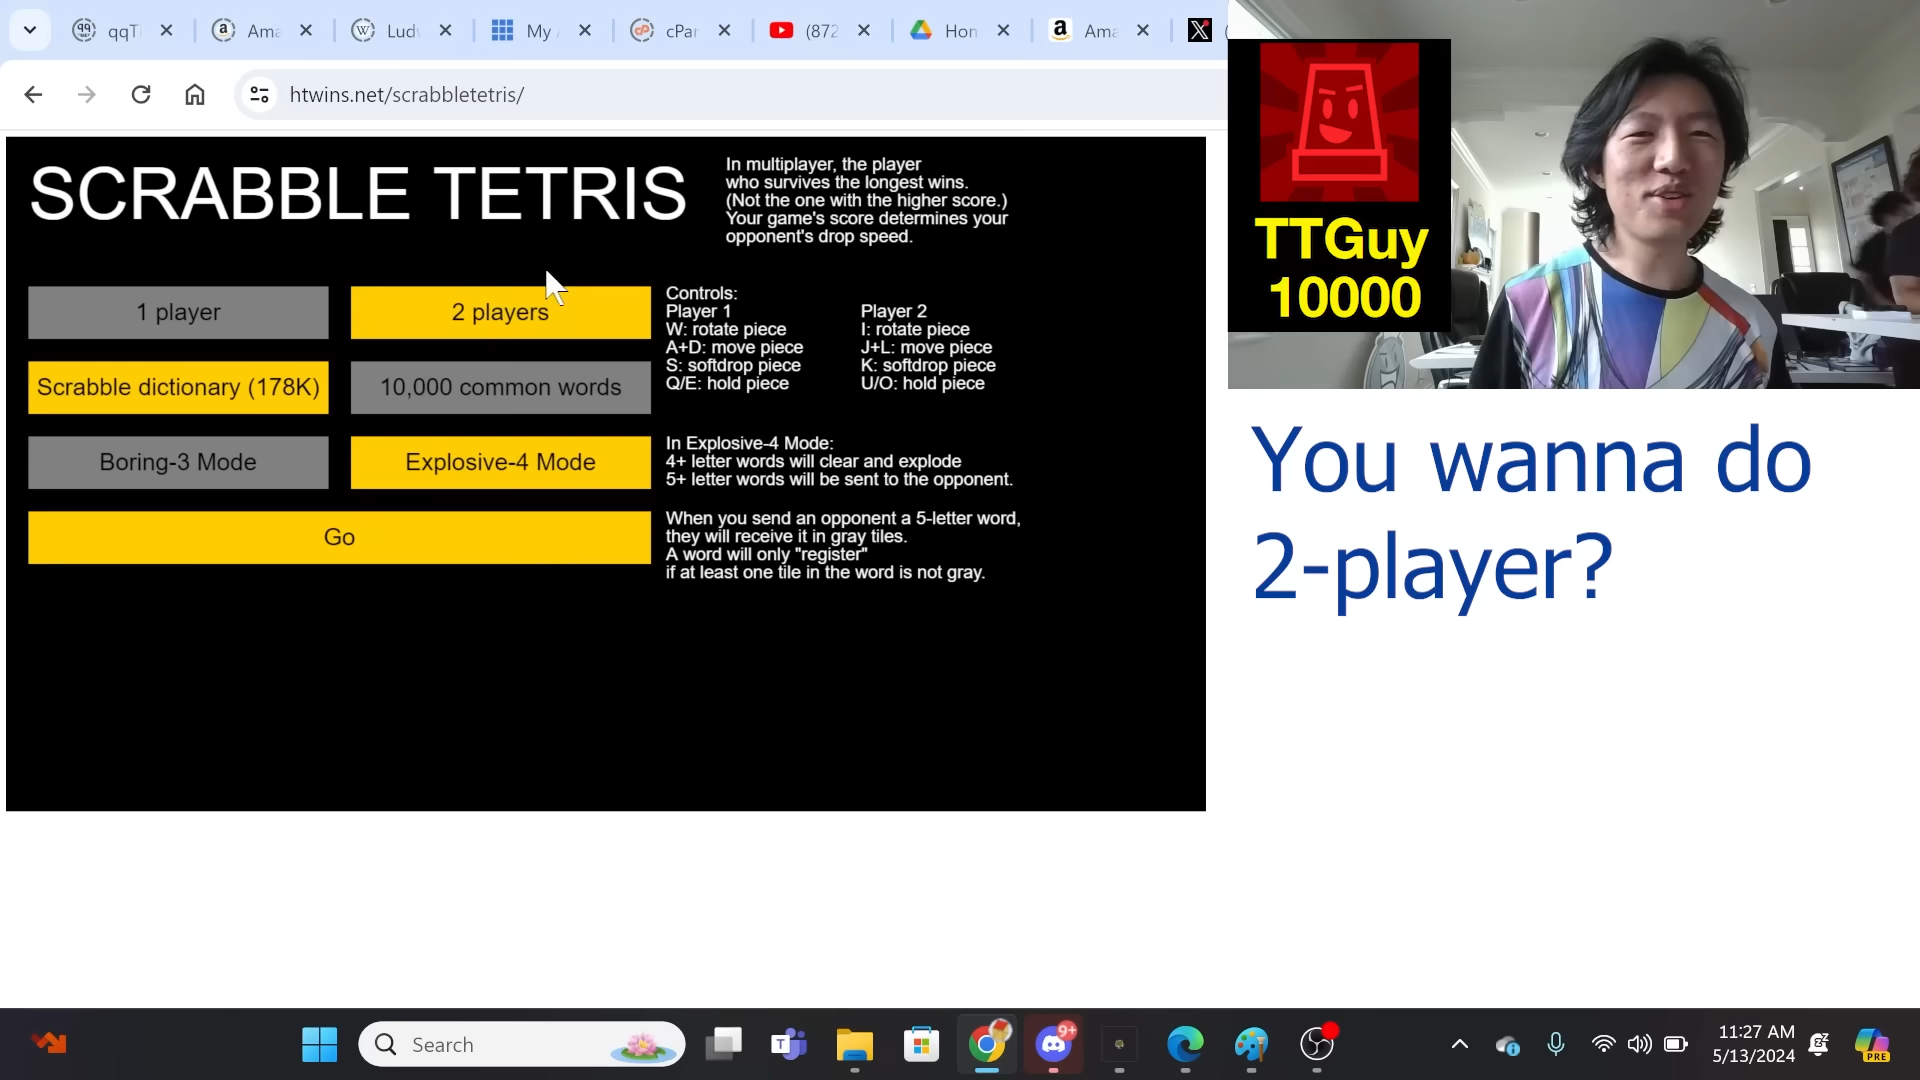 qqTi
Ama
Lud
My
cPar
(872
Hon
Ama
htwins.net/scrabbletetris/
SCRABBLE TETRIS
In multiplayer, the player
who survives the longest wins.
(Not the one with the higher score.)
Your game's score determines your
opponent's drop speed.
1 player
2 players
Controls:
Player 1
W: rotate piece
A+D: move piece
S: softdrop piece
Q/E: hold piece
Player 2
I: rotate piece
J+L: move piece
K: softdrop piece
U/O: hold piece
Scrabble dictionary (178K)
10,000 common words
Boring-3 Mode
Explosive-4 Mode
In Explosive-4 Mode:
4+ letter words will clear and explode
5+ letter words will be sent to the opponent.
Go
When you send an opponent a 5-letter word,
they will receive it in gray tiles.
A word will only "register"
if at least one tile in the word is not gray.
TTGuy
10000
You wanna do
2-player?
Search
9+
11:27 AM
5/13/2024
PRE